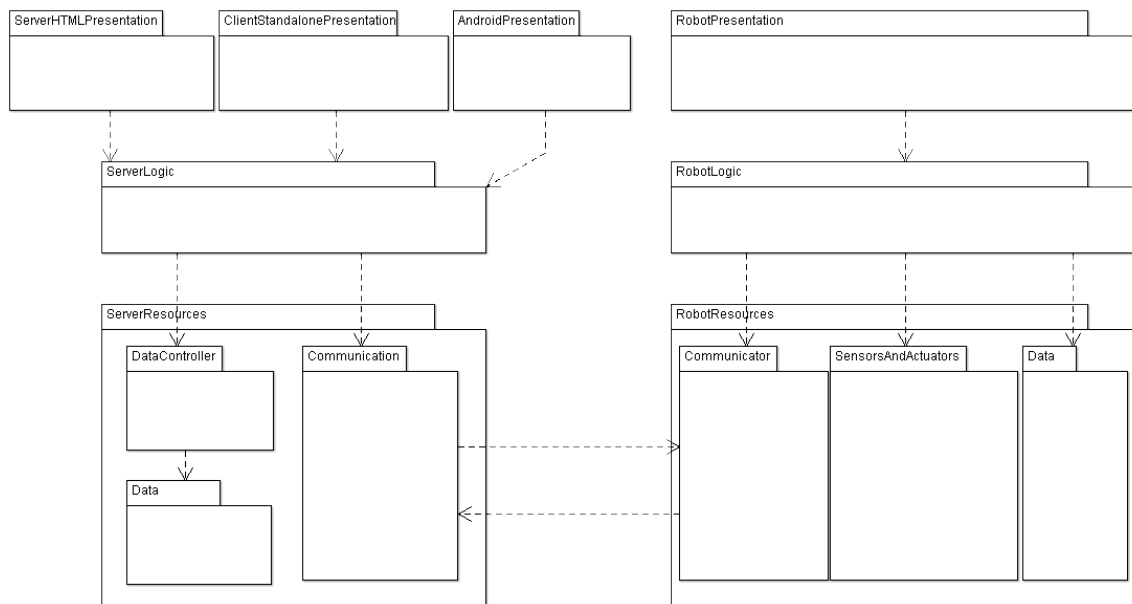 ServerHTMLPresentation
ClientStandalonePresentation
AndroidPresentation
RobotPresentation
ServerLogic
RobotLogic
ServerResources
RobotResources
DataController
Communication
Communicator
SensorsAndActuators
Data
Data